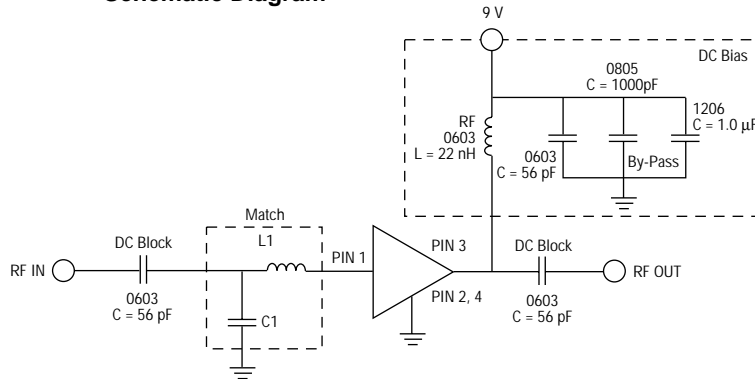 Schematic Diagram
9 V
DC Bias
0805
C = 1000pF
1206
C = 1.0 µF
RF
0603
L = 22 nH
0603
C = 56 pF
By-Pass
Match
L1
DC Block
RF IN
0603
C = 56 pF
C1
PIN 1
PIN 3
PIN 2, 4
DC Block
RF OUT
0603
C = 56 pF